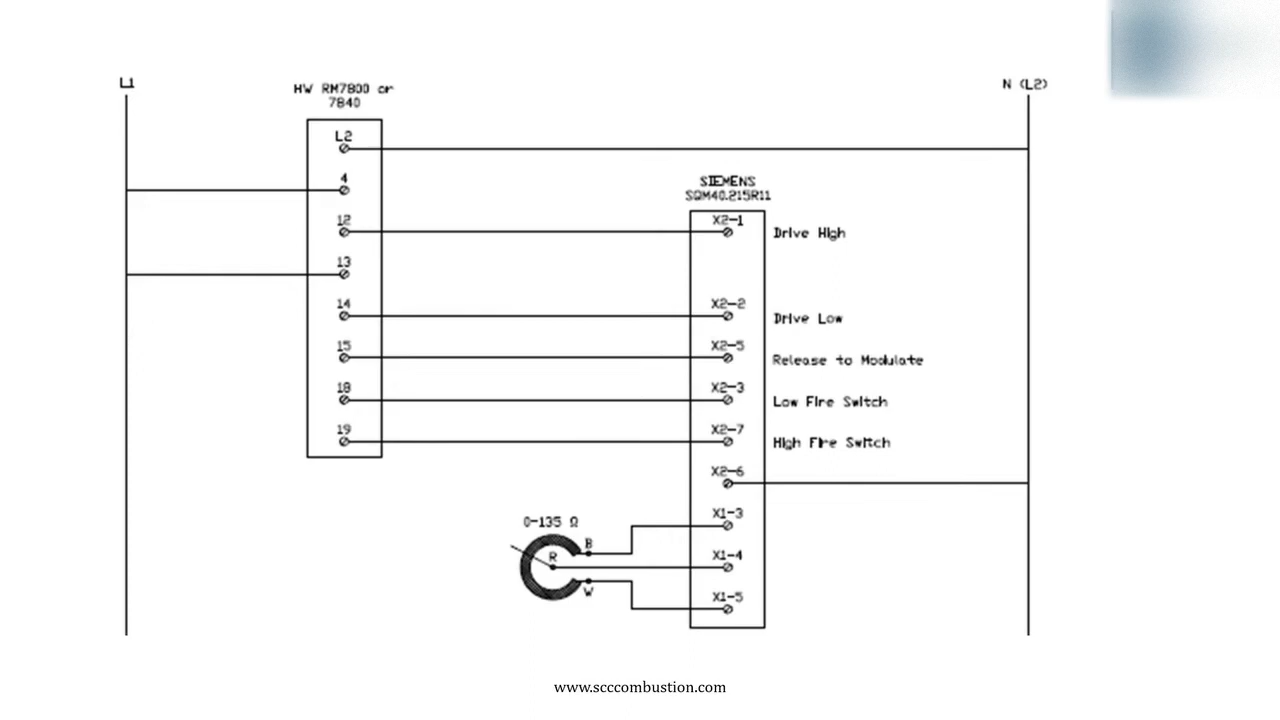 L1
N (L2)
HW RM7800 or
7840
L2
4
SIEMENS
SQM40.215R11
12
X2-1
Drive High
13
14
X2-2
Drive Low
15
X2-5
Release to Modulate
18
X2-3
Low Fire Switch
19
X2-7
High Fire Switch
X2-6
X1-3
0-135 Ω
B
R
X1-4
W
X1-5
www.scccombustion.com